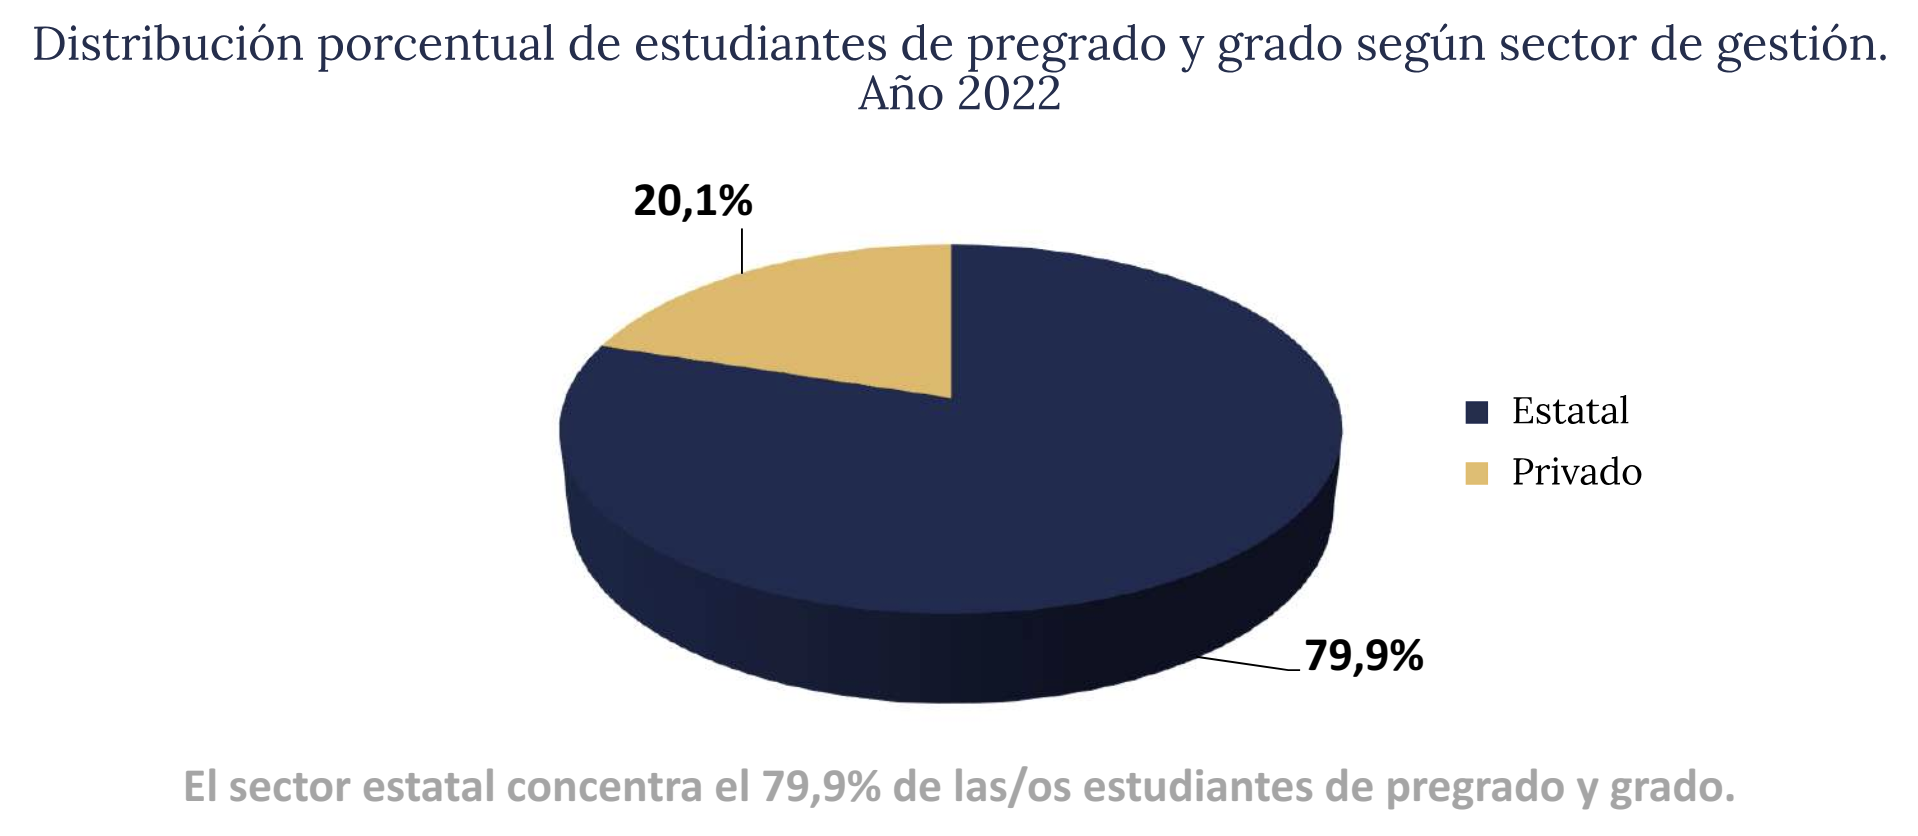 Distribución porcentual de estudiantes de pregrado y grado según sector de gestión.
Año 2022
20,1%
Estatal
Privado
79,9%
El sector estatal concentra el 79,9% de las/os estudiantes de pregrado y grado.